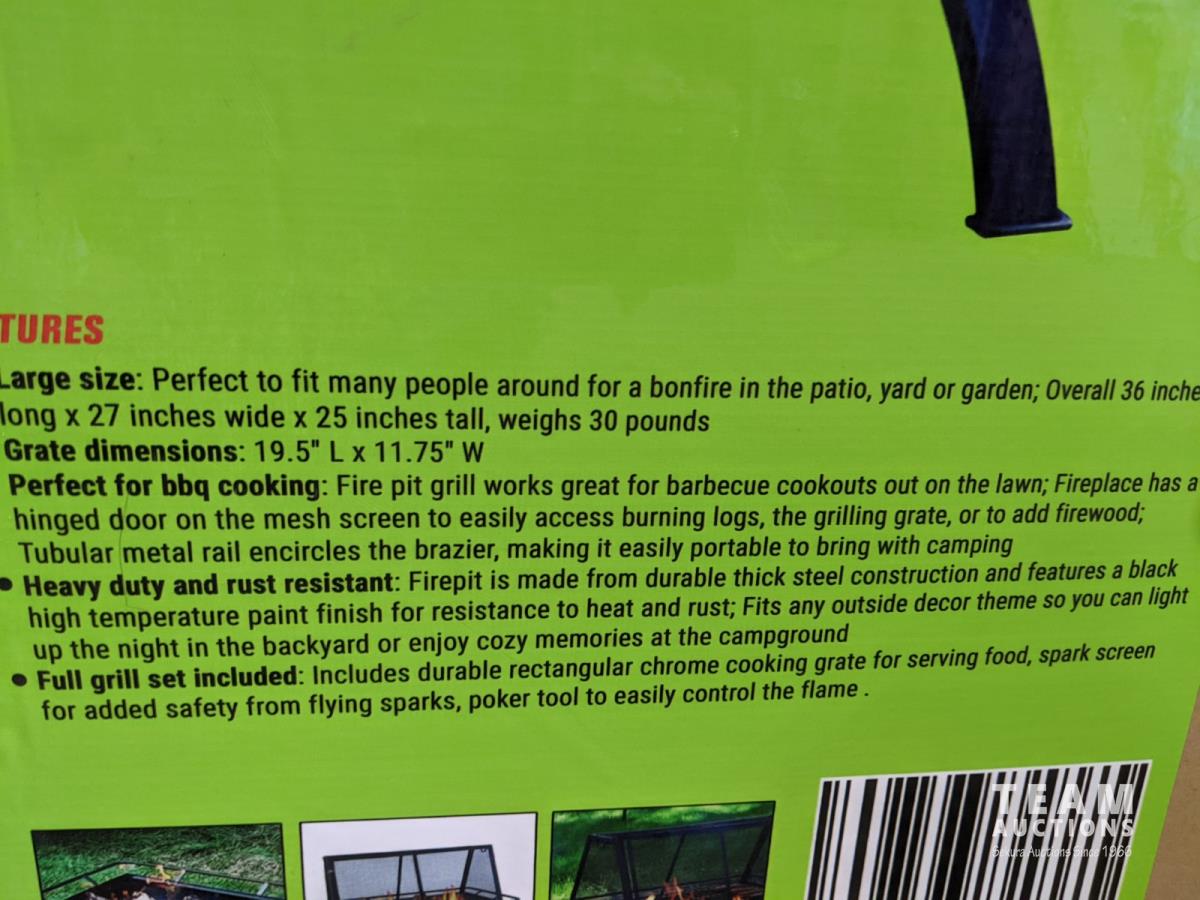 TURES
Large size: Perfect to fit many people around for a bonfire in the patio, yard or garden; Overall 36 inche
long x 27 inches wide x 25 inches tall, weighs 30 pounds
Grate dimensions: 19.5" L x 11.75" W
Perfect for bbq cooking: Fire pit grill works great for barbecue cookouts out on the lawn; Fireplace has a
hinged door on the mesh screen to easily access burning logs, the grilling grate, or to add firewood;
Tubular metal rail encircles the brazier, making it easily portable to bring with camping
• Heavy duty and rust resistant: Firepit is made from durable thick steel construction and features a black
high temperature paint finish for resistance to heat and rust; Fits any outside decor theme so you can light
up the night in the backyard or enjoy cozy memories at the campground
• Full grill set included: Includes durable rectangular chrome cooking grate for serving food, spark screen
for added safety from flying sparks, poker tool to easily control the flame .
TEAM
AUCTIONS
Sekura Auctions Since 1966